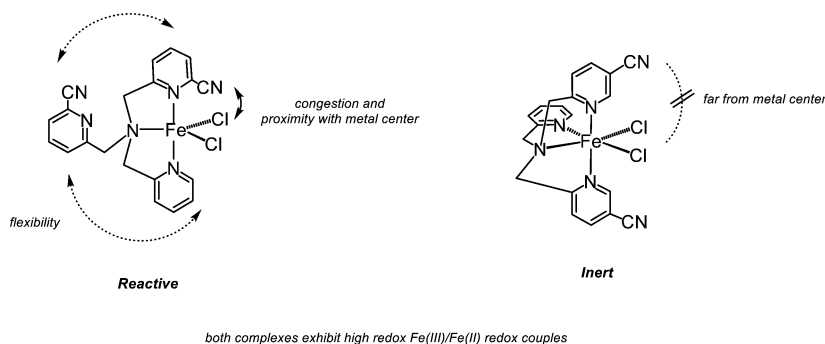 CN
CN
N
N
N
Fe
Cl
Cl
N
flexibility
congestion and
proximity with metal center
Reactive
CN
N
N
Fe
Cl
Cl
N
N
CN
far from metal center
Inert
both complexes exhibit high redox Fe(III)/Fe(II) redox couples